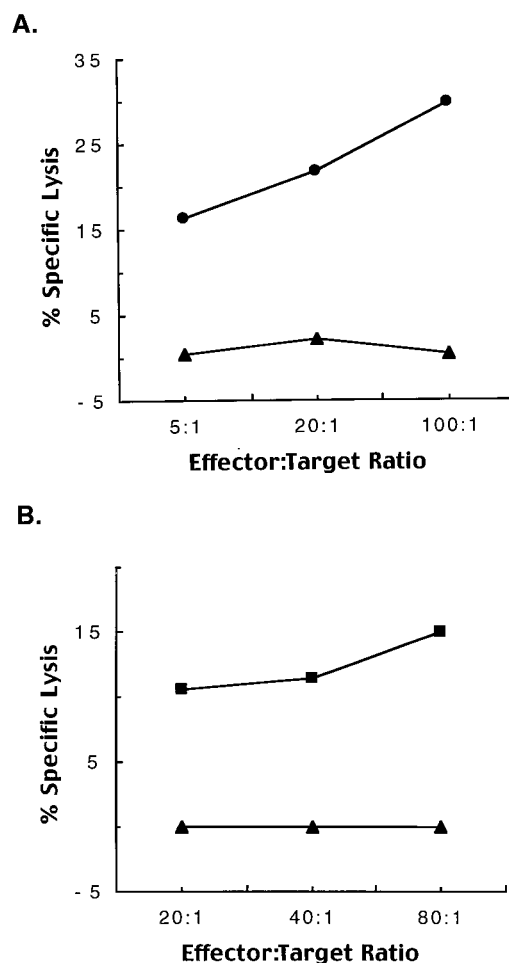 A.
35
25
15
5
- 5
% Specific Lysis
5:1 20:1 100:1
Effector:Target Ratio
B.
15
5
- 5
% Specific Lysis
20:1 40:1 80:1
Effector:Target Ratio